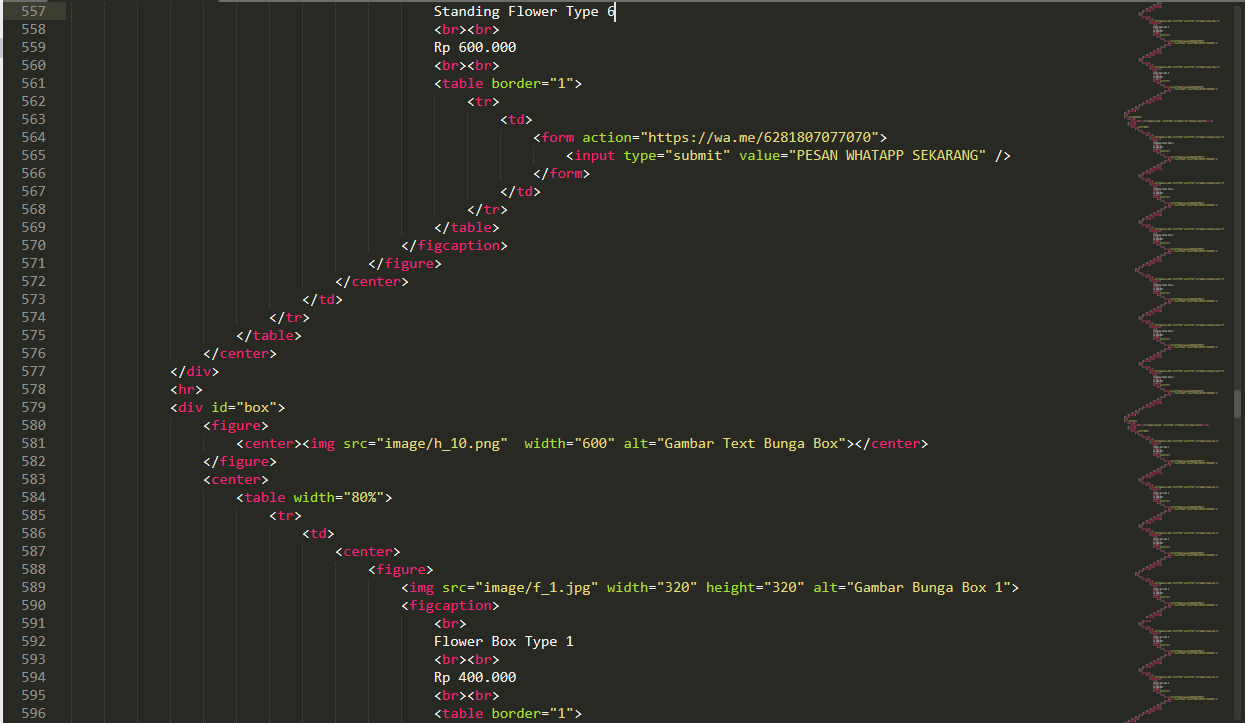 557 Standing Flower Type 6
558 <br><br>
559 Rp 600.000
560 <br><br>
561 <table border="1">
562 <tr>
563 <td>
564 <form action="https://wa.me/6281807077070">
565 <input type="submit" value="PESAN WHATAPP SEKARANG" />
566 </form>
567 </td>
568 </tr>
569 </table>
570 </figcaption>
571 </figure>
572 </center>
573 </td>
574 </tr>
575 </table>
576 </center>
577 </div>
578 <hr>
579 <div id="box">
580 <figure>
581 <center><img src="image/h_10.png"  width="600" alt="Gambar Text Bunga Box"></center>
582 </figure>
583 <center>
584 <table width="80%">
585 <tr>
586 <td>
587 <center>
588 <figure>
589 <img src="image/f_1.jpg" width="320" height="320" alt="Gambar Bunga Box 1">
590 <figcaption>
591 <br>
592 Flower Box Type 1
593 <br><br>
594 Rp 400.000
595 <br><br>
596 <table border="1">